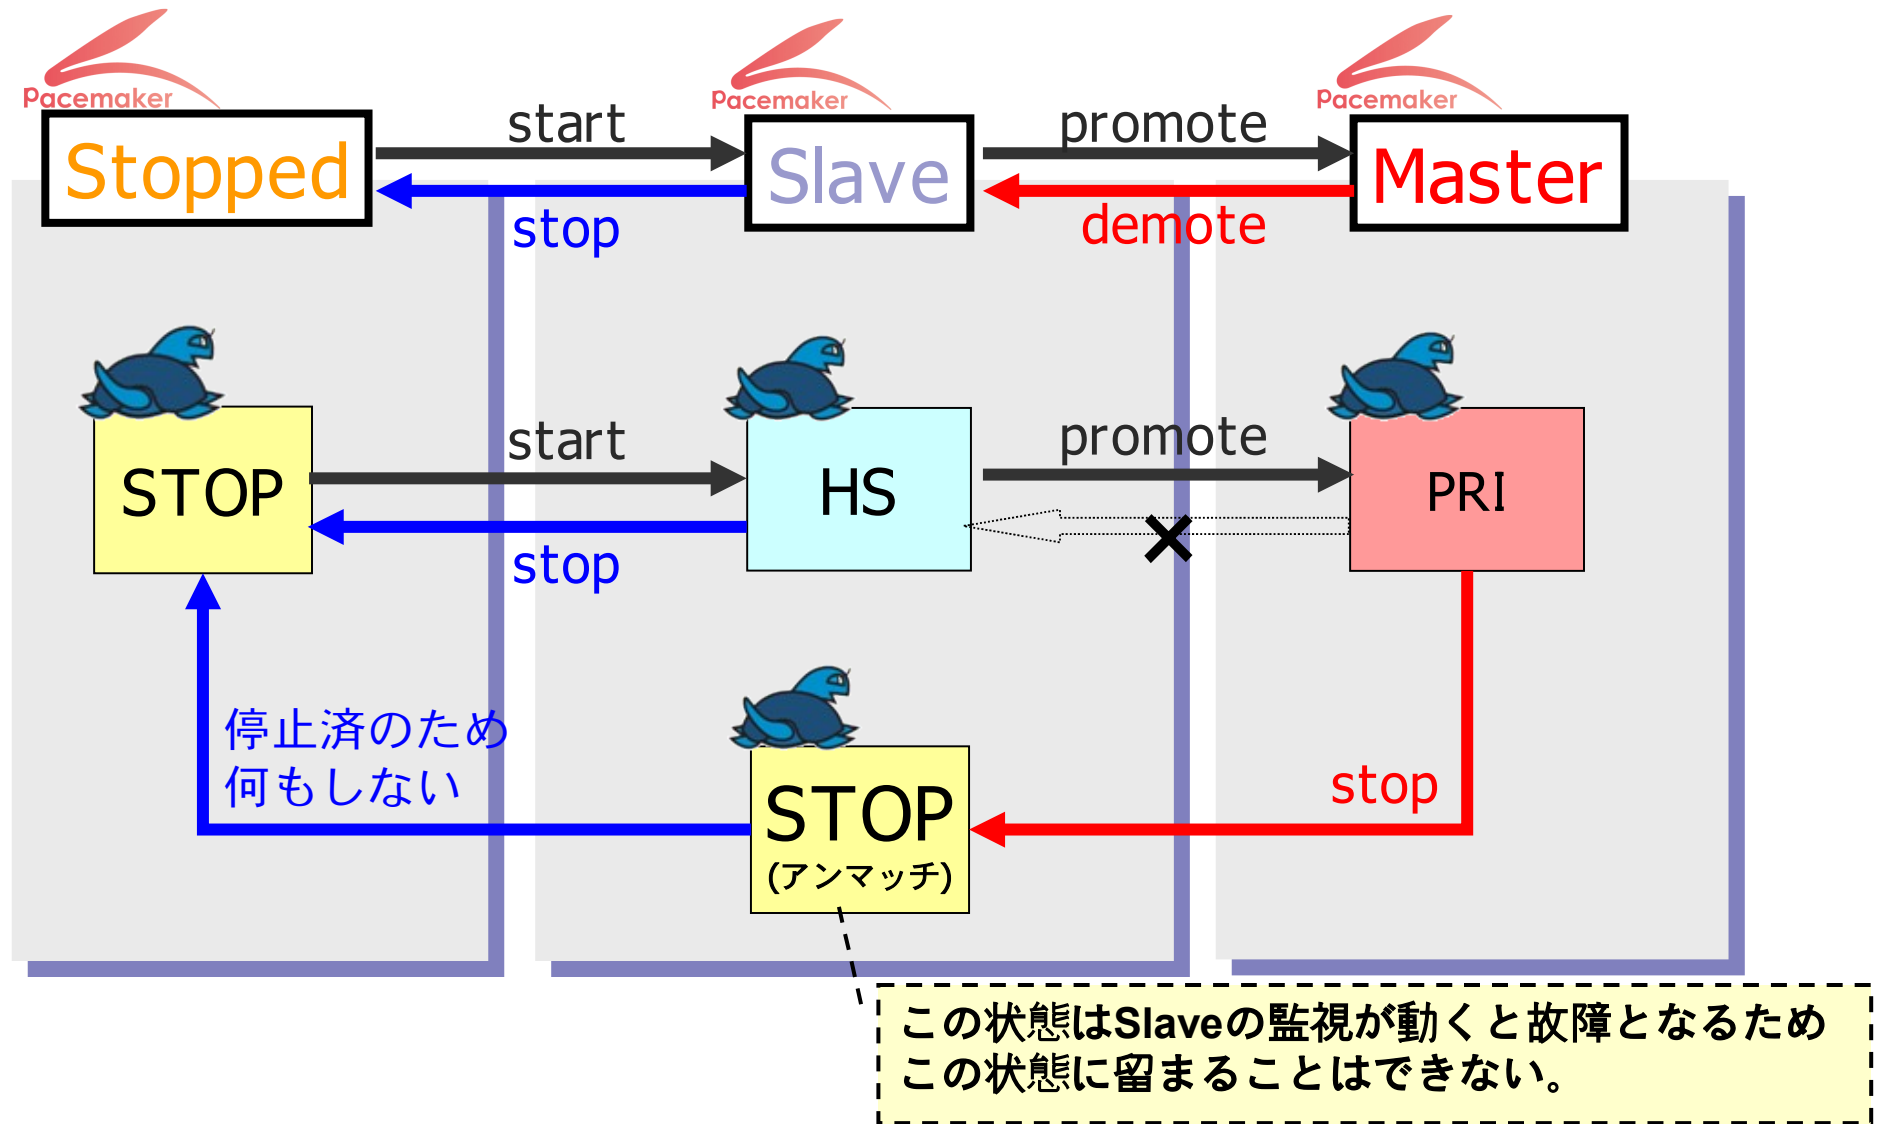 Pacemaker
Pacemaker
Pacemaker
Stopped
start
stop
Slave
promote
demote
Master
STOP
start
stop
HS
promote
PRI
停止済のため
何もしない
STOP
(アンマッチ)
stop
この状態はSlaveの監視が動くと故障となるため
この状態に留まることはできない。